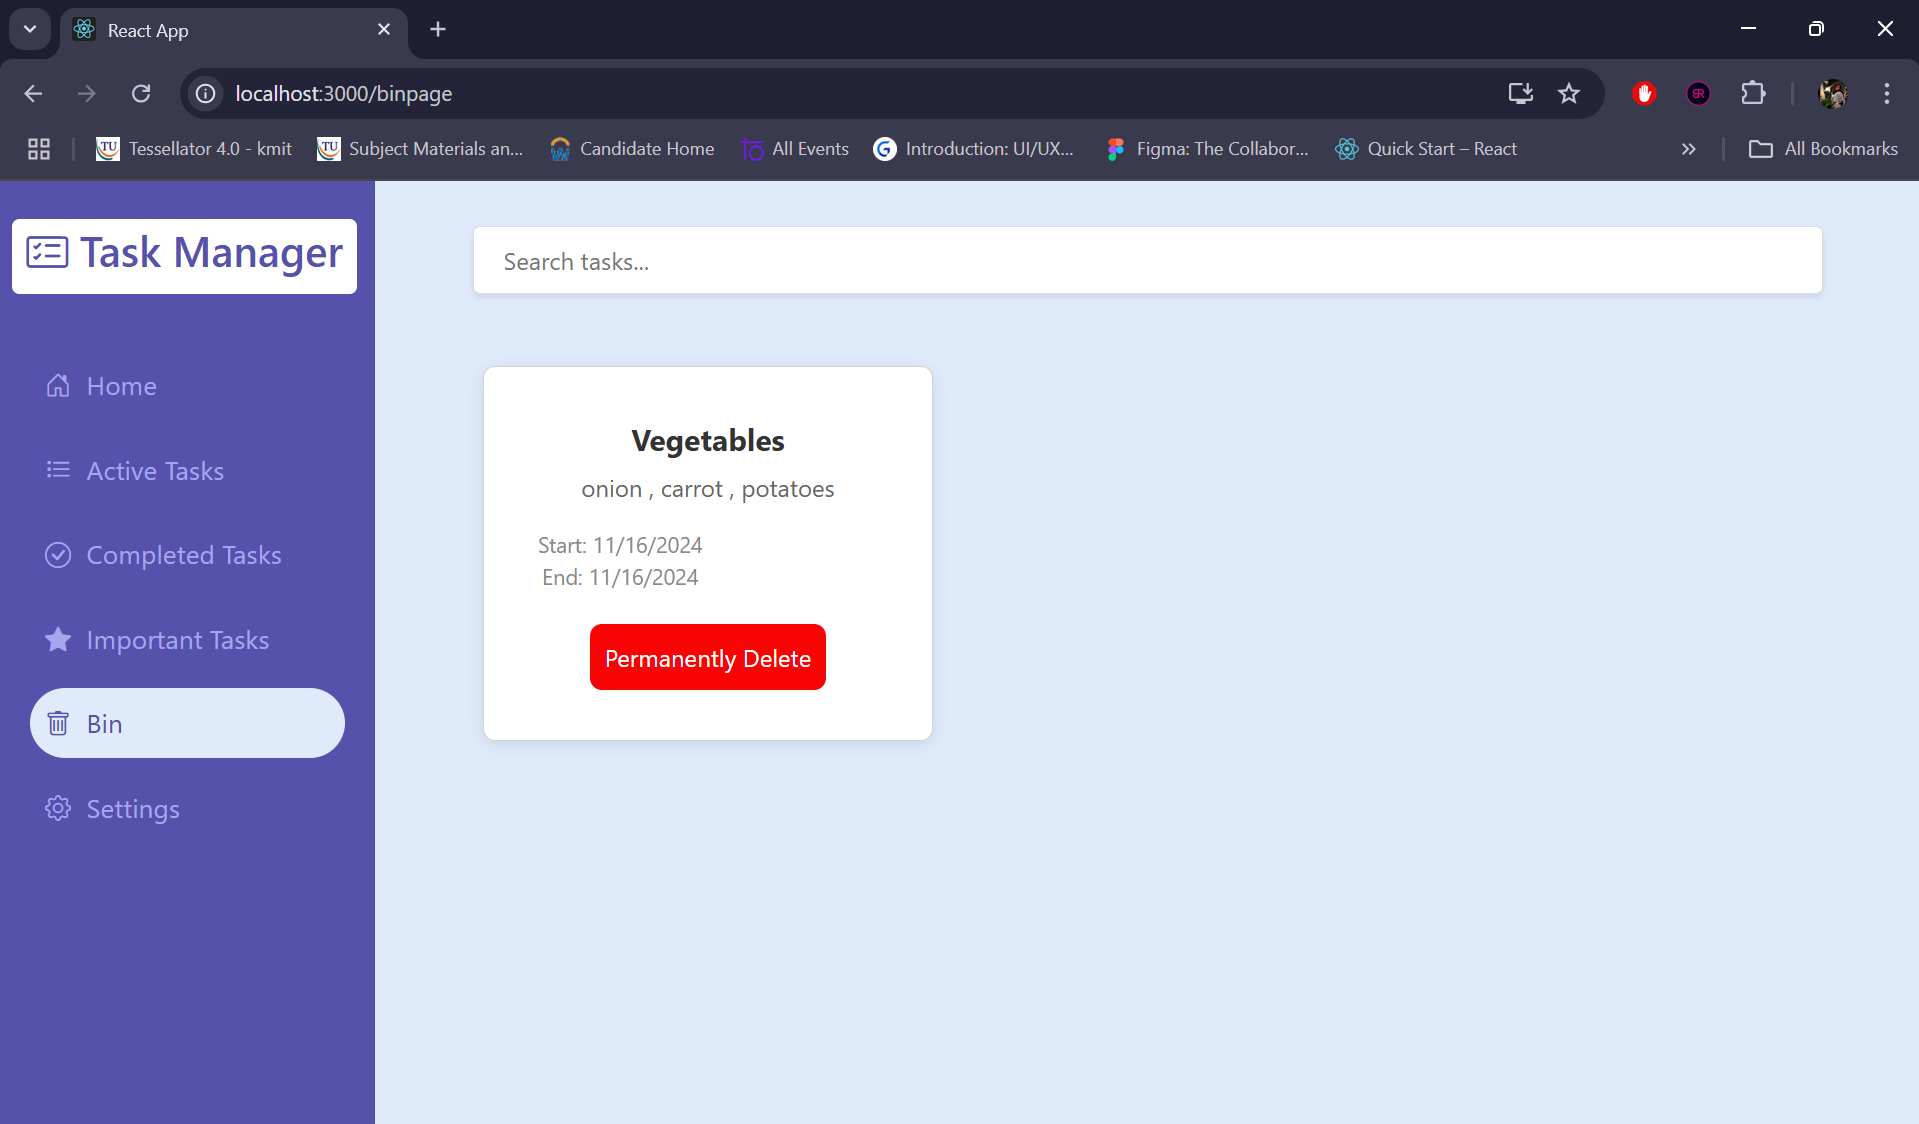 React App
localhost:3000/binpage
Tessellator 4.0 - kmit
Subject Materials an...
Candidate Home
All Events
Introduction: UI/UX...
Figma: The Collabor...
Quick Start – React
All Bookmarks
Task Manager
Home
Active Tasks
Completed Tasks
Important Tasks
Bin
Settings
Search tasks...
Vegetables
onion , carrot , potatoes
Start: 11/16/2024
End: 11/16/2024
Permanently Delete